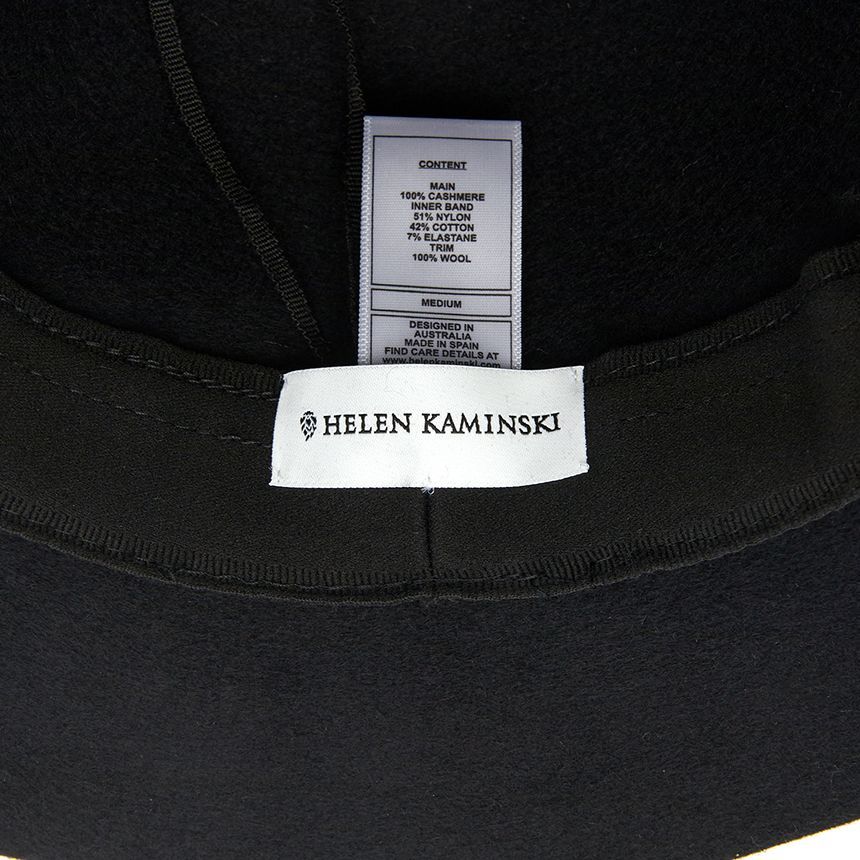 CONTENT
MAIN
100% CASHMERE
INNER BAND
51% NYLON
42% COTTON
7% ELASTANE
TRIM
100% WOOL
MEDIUM
DESIGNED IN
AUSTRALIA
MADE IN SPAIN
FIND CARE DETAILS AT
www.helenkaminski.com
HELEN KAMINSKI